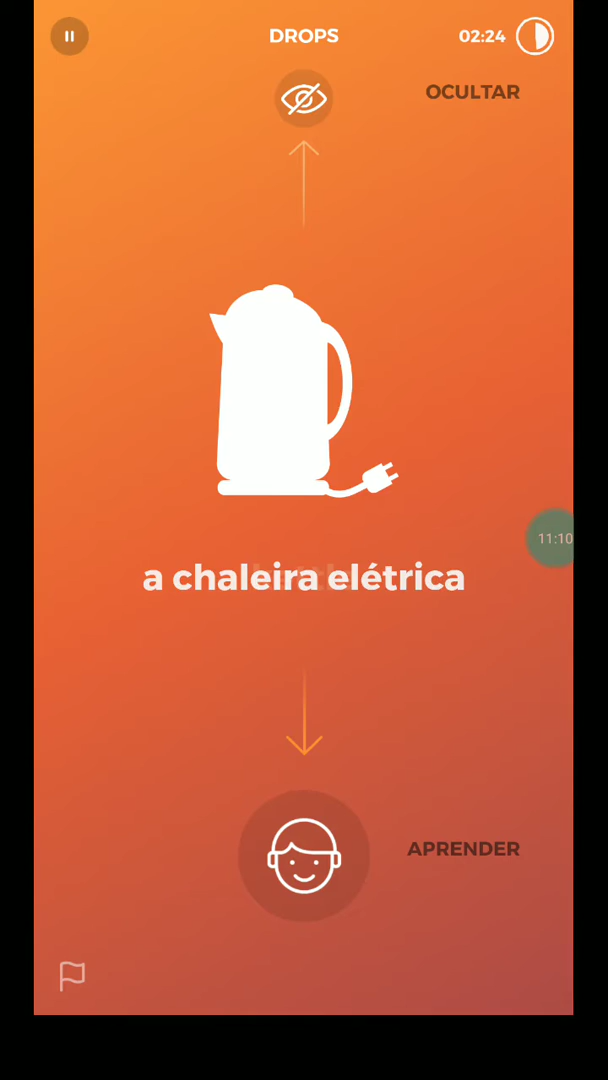 DROPS
02:24
OCULTAR
a chaleira elétrica
11:10
APRENDER